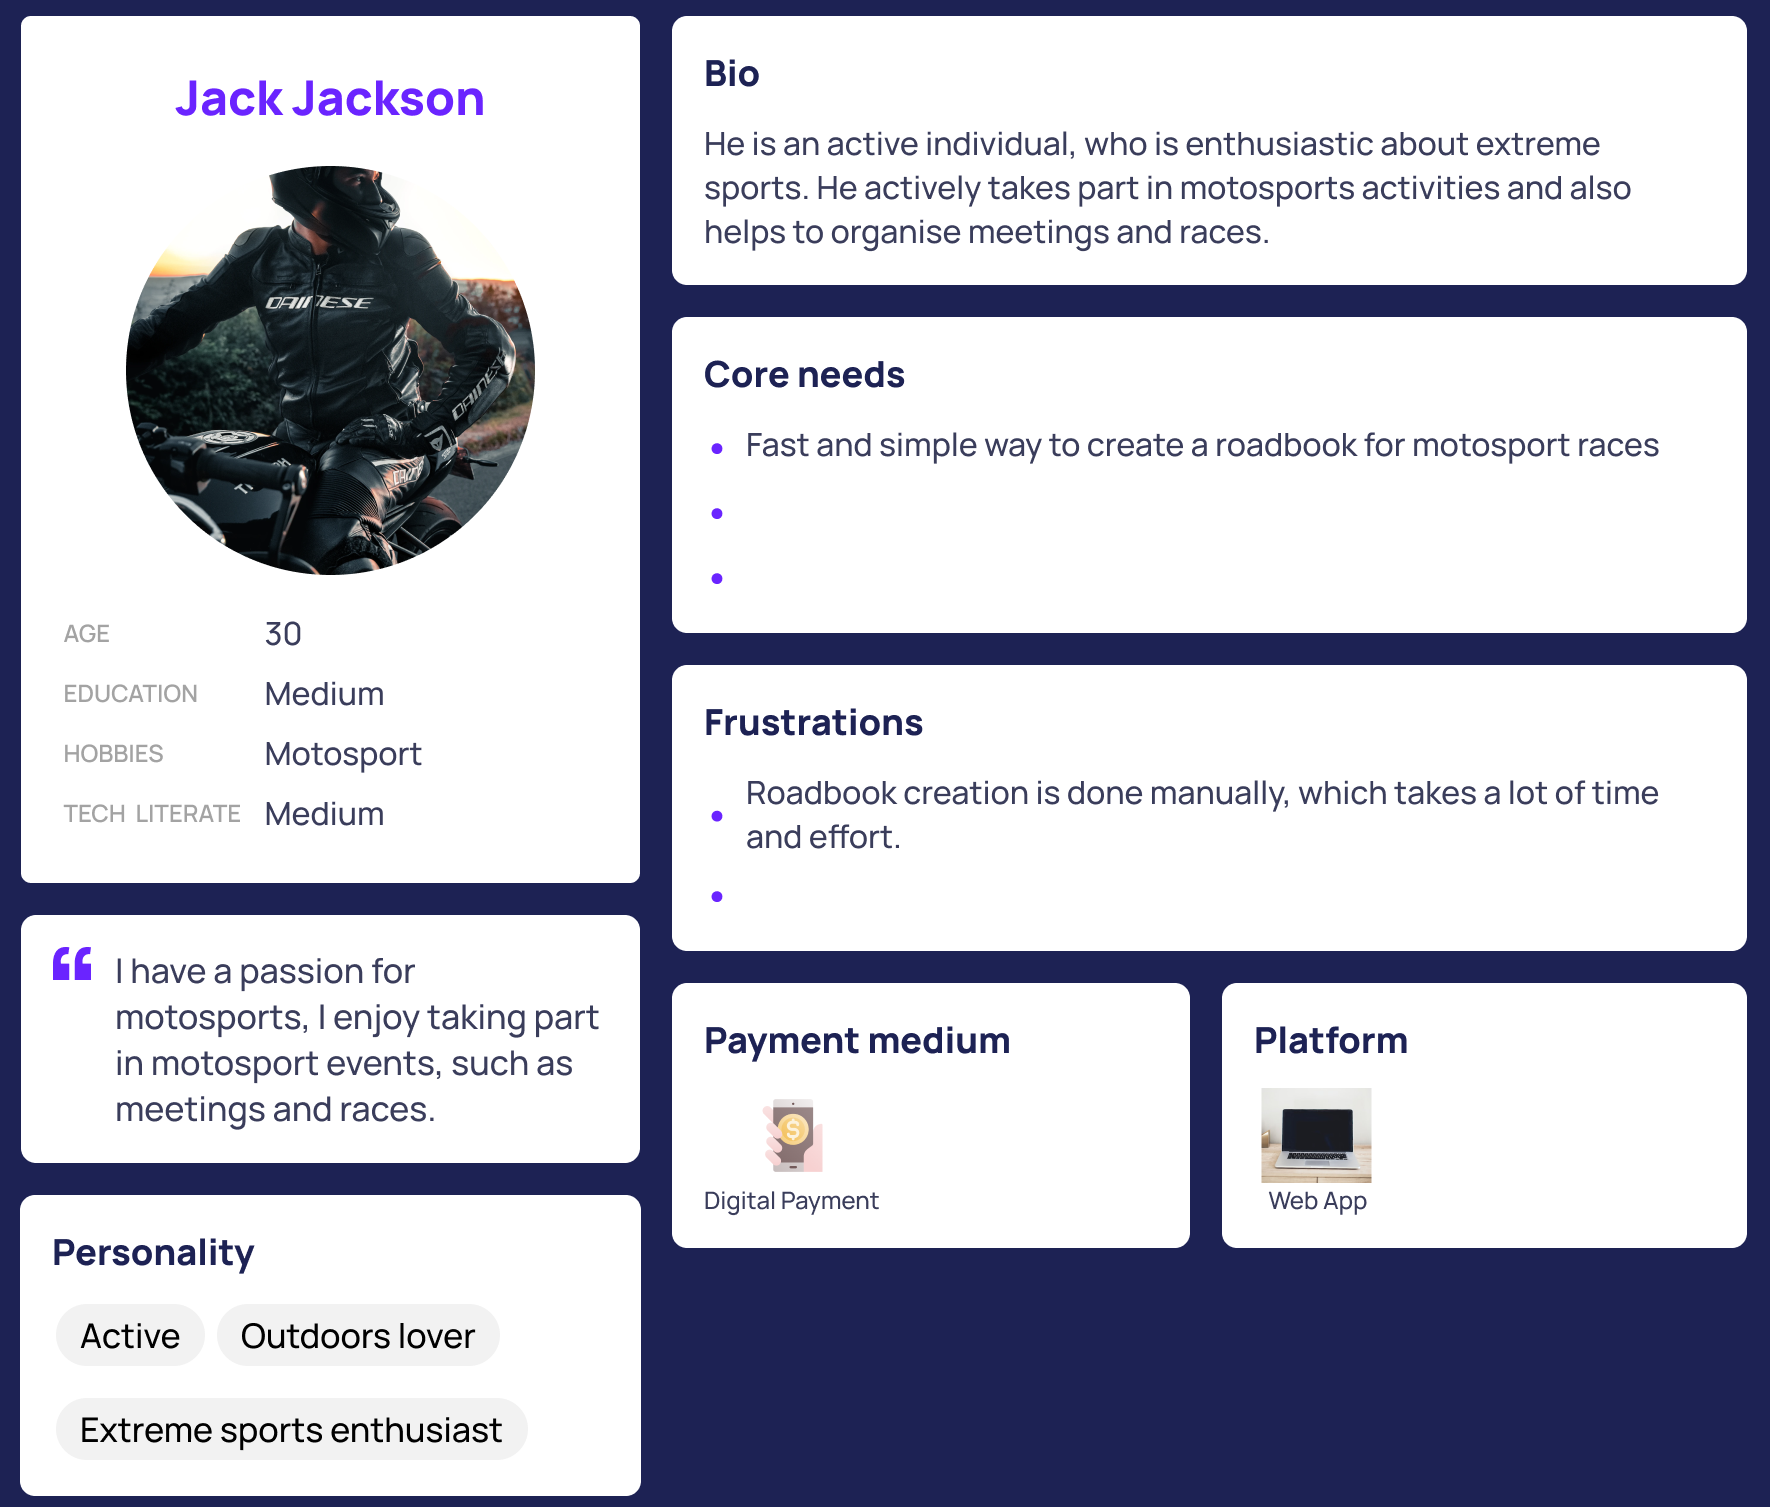 Jack Jackson
DAINESE
DAINESE
AGE 30
EDUCATION Medium
HOBBIES Motosport
TECH LITERATE Medium
“ I have a passion for
motosports, I enjoy taking part
in motosport events, such as
meetings and races.
Personality
Active Outdoors lover
Extreme sports enthusiast
Bio
He is an active individual, who is enthusiastic about extreme
sports. He actively takes part in motosports activities and also
helps to organise meetings and races.
Core needs
• Fast and simple way to create a roadbook for motosport races
•
•
Frustrations
• Roadbook creation is done manually, which takes a lot of time
and effort.
•
Payment medium
$
Digital Payment
Platform
Web App